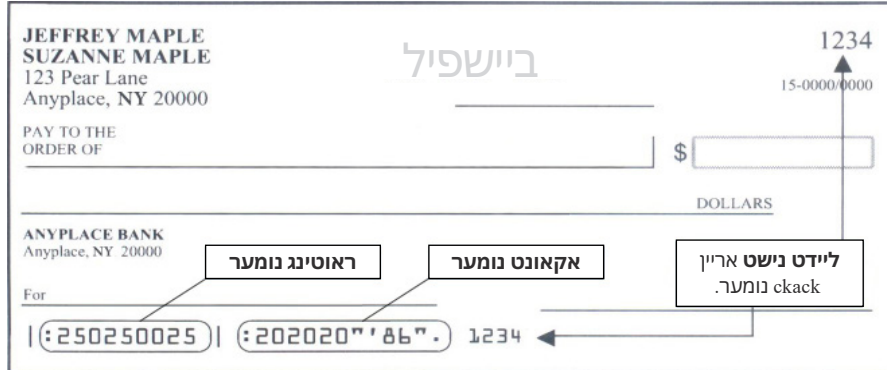 JEFFREY MAPLE
SUZANNE MAPLE
123 Pear Lane
Anyplace, NY 20000
ביישפיל
1234
15-0000/0000
PAY TO THE
ORDER OF
$
DOLLARS
ANYPLACE BANK
Anyplace, NY 20000
ראוטינג נומער
אקאונט נומער
ליידט נישט אריין
ckack נומער.
For
|:250250025| :202020"'86". 1234